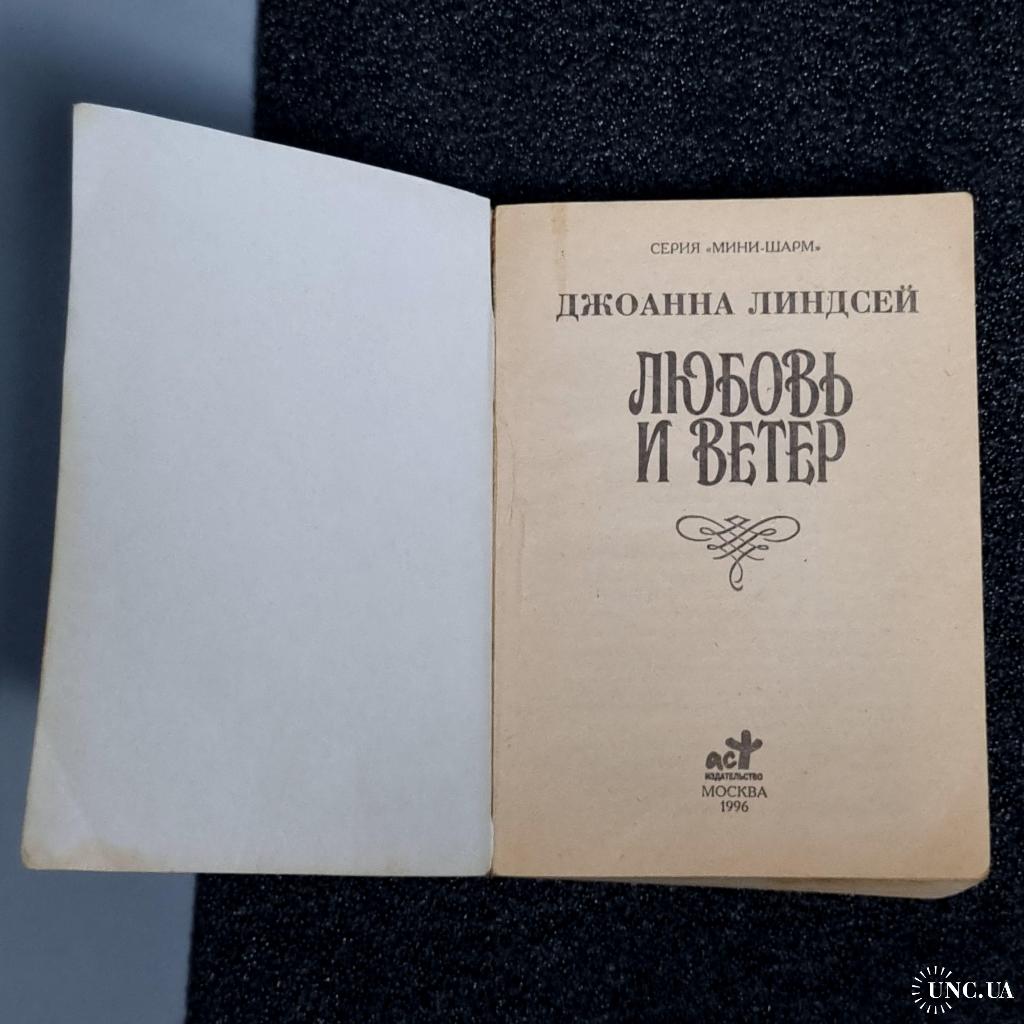 СЕРИЯ «МИНИ-ШАРМ»
ДЖОАННА ЛИНДСЕЙ
ЛЮБОВЬ
И ВЕТЕР
аст
ИЗДАТЕЛЬСТВО
МОСКВА
1996
UNC.UA